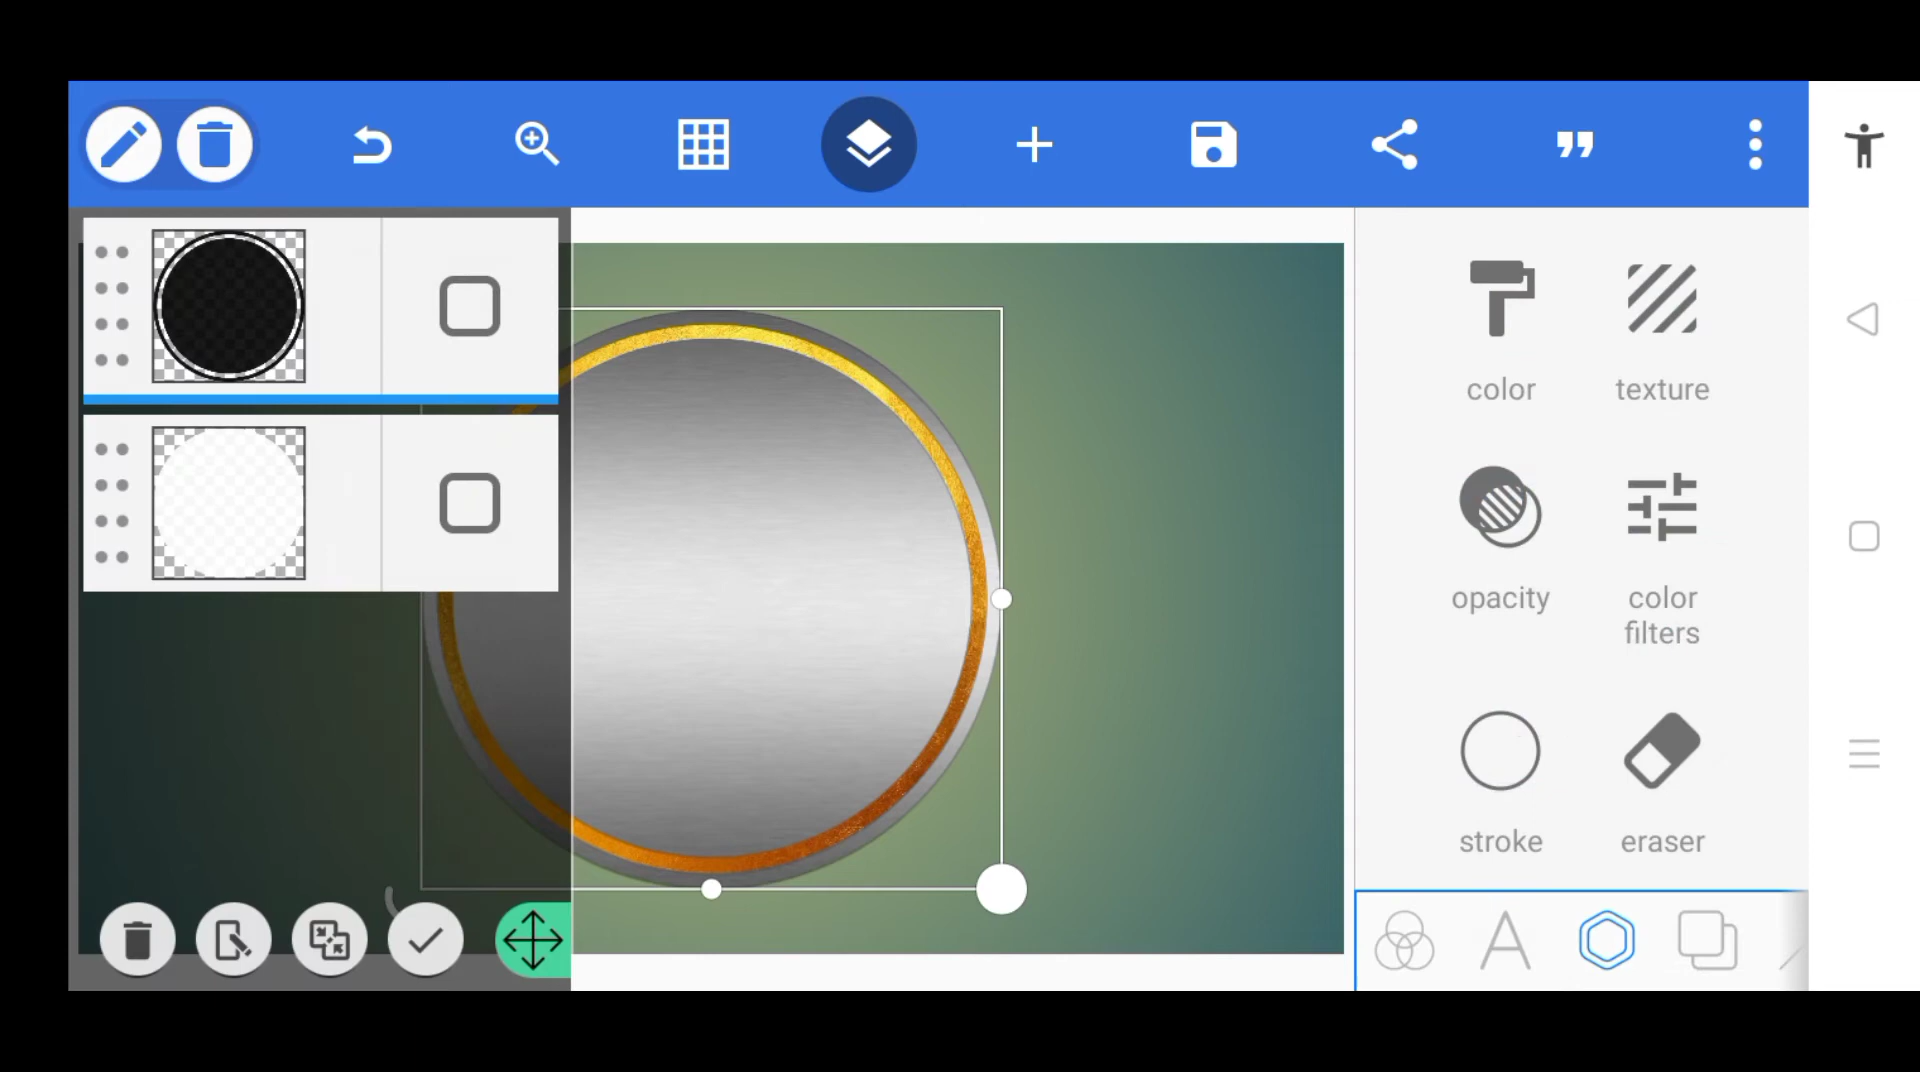 color
texture
opacity
color
filters
stroke
eraser